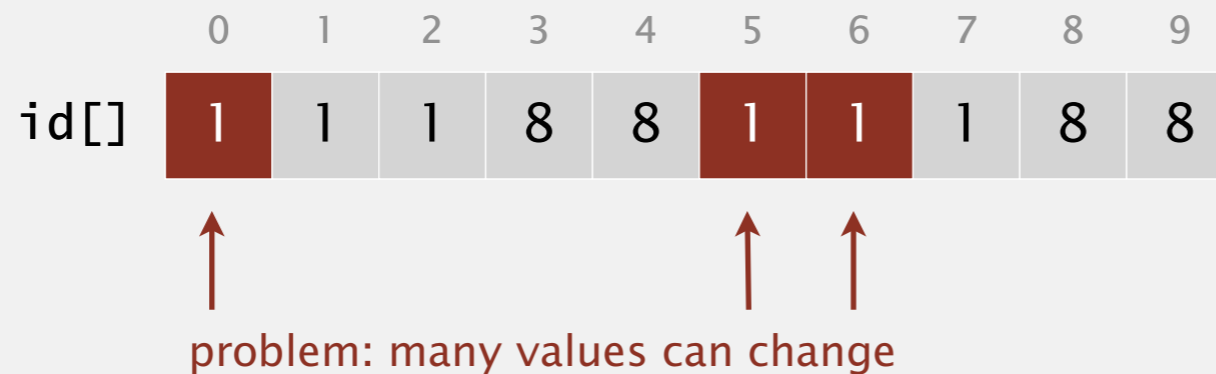 0 1 2 3 4 5 6 7 8 9
id[] 1 1 1 8 8 1 1 1 8 8
problem: many values can change